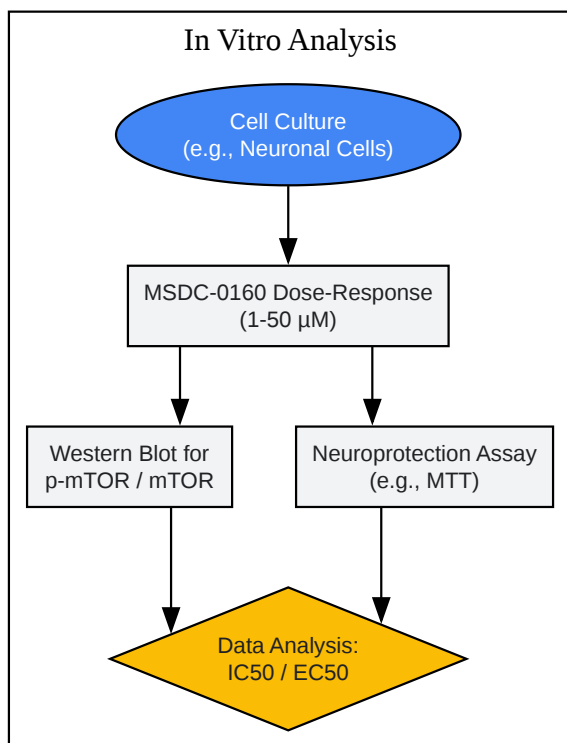 In Vitro Analysis
Cell Culture
(e.g., Neuronal Cells)
MSDC-0160 Dose-Response
(1-50 µM)
Western Blot for
p-mTOR / mTOR
Neuroprotection Assay
(e.g., MTT)
Data Analysis:
IC50 / EC50